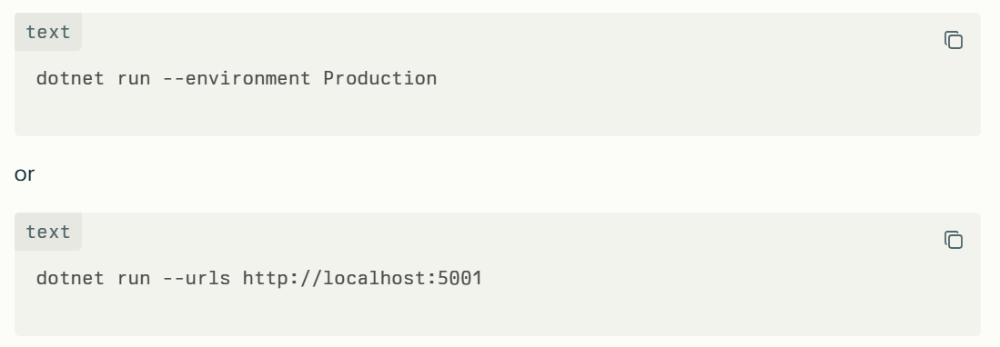 text
dotnet run --environment Production
or
text
dotnet run --urls http://localhost:5001